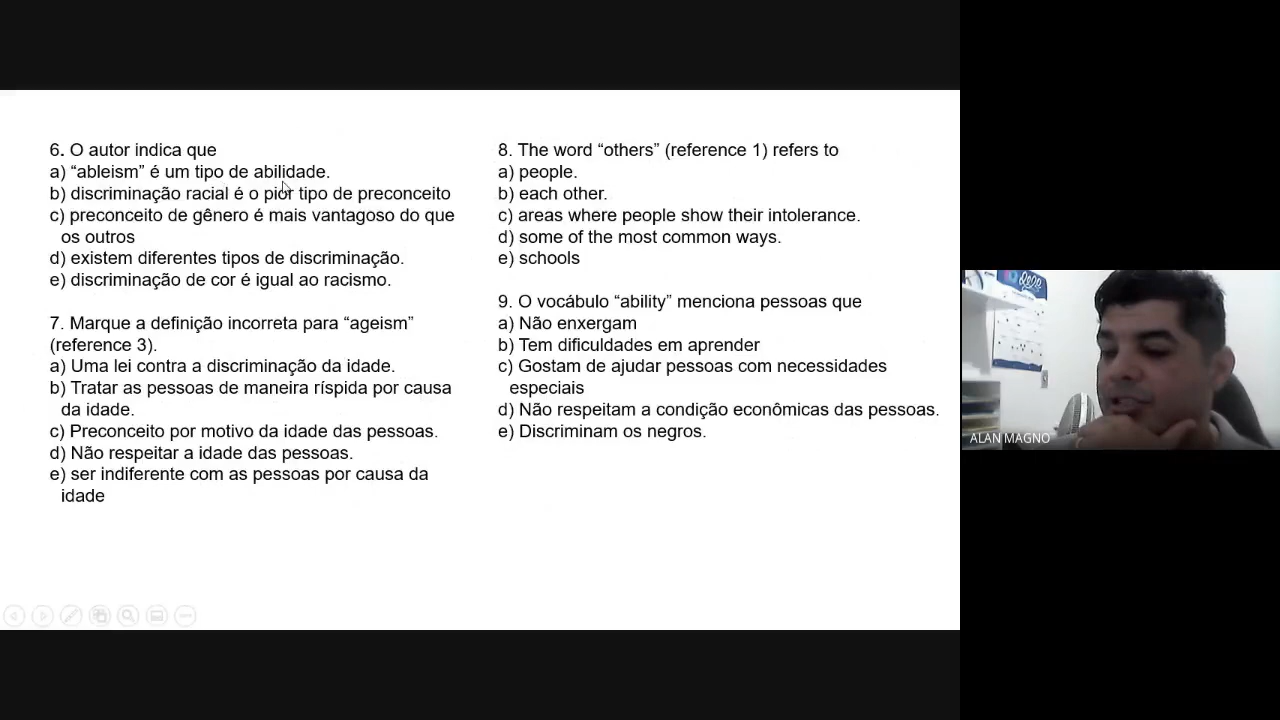 6. O autor indica que
a) “ableism” é um tipo de abilidade.
b) discriminação racial é o pior tipo de preconceito
c) preconceito de gênero é mais vantagoso do que
os outros
d) existem diferentes tipos de discriminação.
e) discriminação de cor é igual ao racismo.
7. Marque a definição incorreta para “ageism”
(reference 3).
a) Uma lei contra a discriminação da idade.
b) Tratar as pessoas de maneira ríspida por causa
da idade.
c) Preconceito por motivo da idade das pessoas.
d) Não respeitar a idade das pessoas.
e) ser indiferente com as pessoas por causa da
idade
8. The word “others” (reference 1) refers to
a) people.
b) each other.
c) areas where people show their intolerance.
d) some of the most common ways.
e) schools
9. O vocábulo “ability” menciona pessoas que
a) Não enxergam
b) Tem dificuldades em aprender
c) Gostam de ajudar pessoas com necessidades
especiais
d) Não respeitam a condição econômicas das pessoas.
e) Discriminam os negros.
ALAN MAGNO